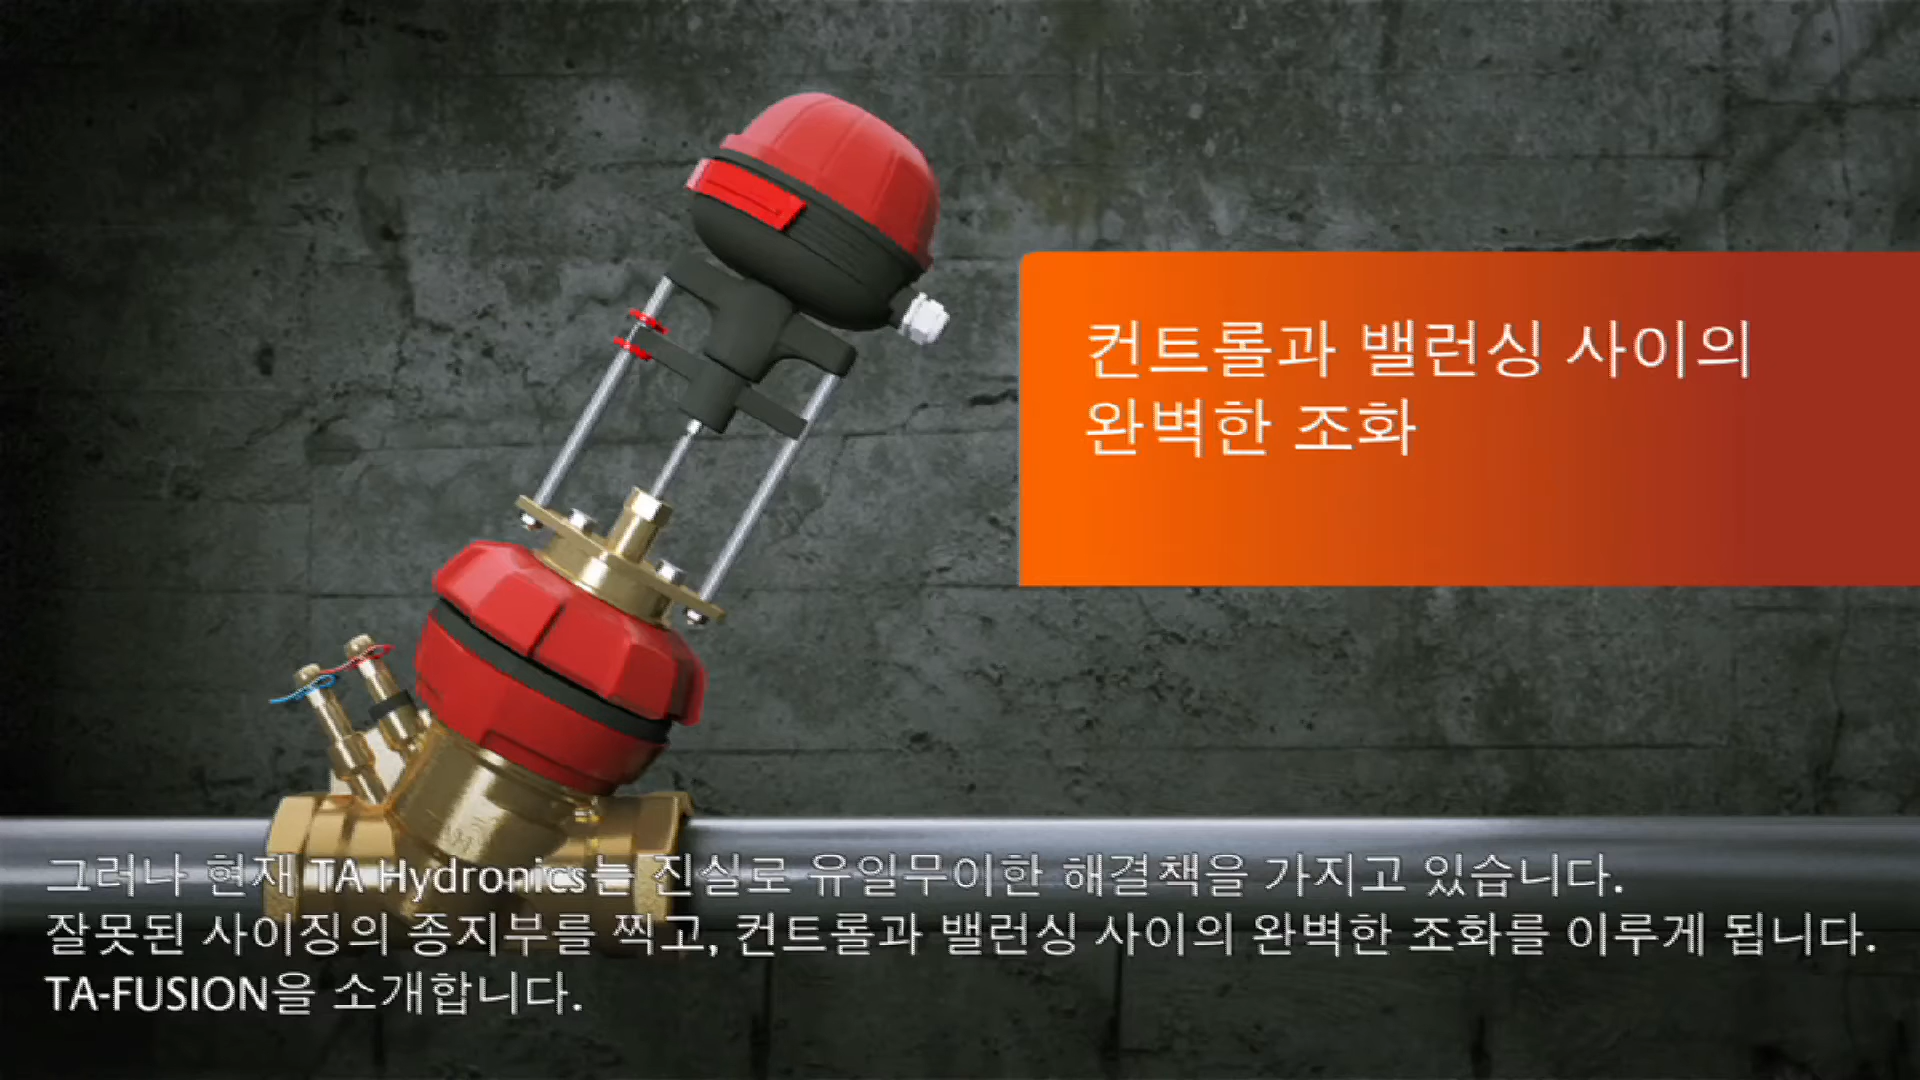 컨트롤과 밸런싱 사이의
완벽한 조화
그러나 현재 TA Hydronics는 진실로 유일무이한 해결책을 가지고 있습니다.
잘못된 사이징의 종지부를 찍고, 컨트롤과 밸런싱 사이의 완벽한 조화를 이루게 됩니다.
TA-FUSION을 소개합니다.